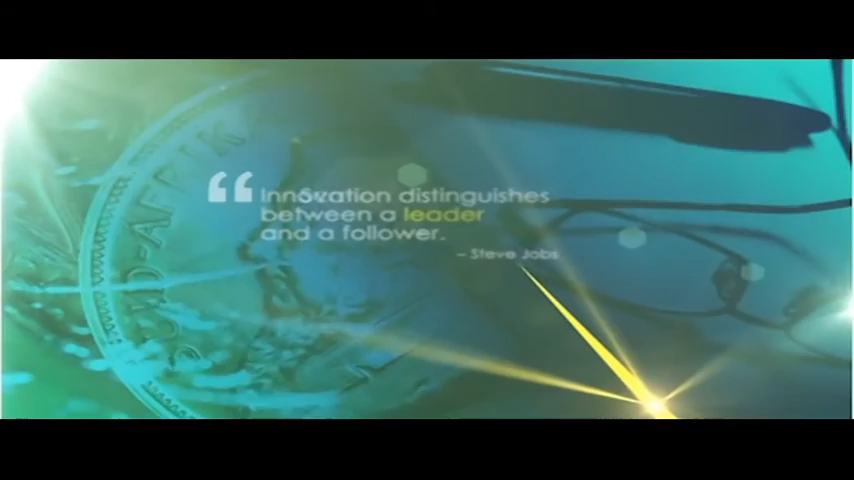 “ Innovation distinguishes
between a leader
and a follower.
– Steve Jobs